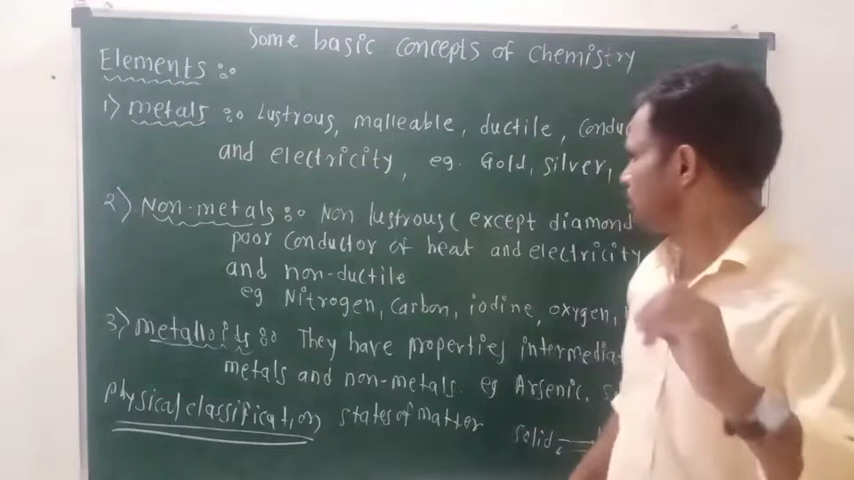 Some basic concepts of Chemistry
Elements :-
1) metals :- Lustrous, malleable, ductile,
and electricity, eg. Gold, silver,
2) Non-metals :- Non lustrous ( except diamond
poor conductor of heat and electricity
and non-ductile
eg Nitrogen, carbon, iodine, oxygen,
3) metalloids :- They have properties
metals and non-metals. eg Arsenic,
physical classification) states of matter solid